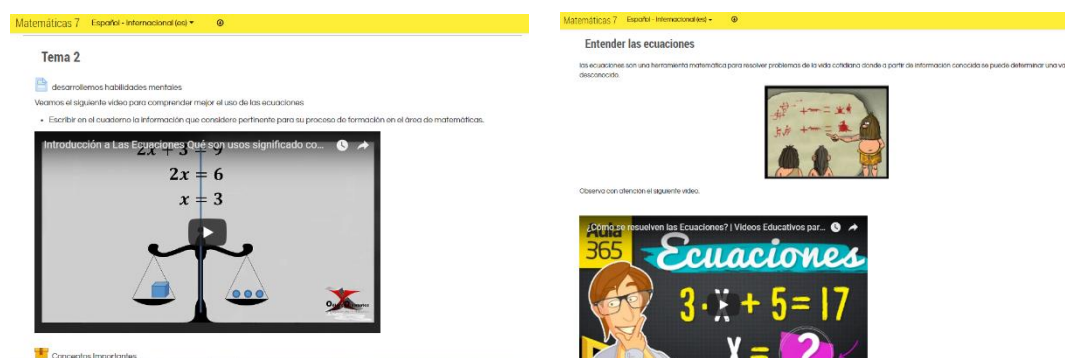 Matemáticas 7 Español - Internacional (es)
Tema 2
desarrollemos habilidades mentales
Veamos el siguiente video para comprender mejor el uso de las ecuaciones
• Escribir en el cuaderno la información que considere pertinente para su proceso de formación en el área de matemáticas.
Introducción a Las Ecuaciones Qué son usos significado co...
2x + 3 = 9
2x = 6
x = 3
Conceptos Importantes
Matemáticas 7 Español - Internacional (es)
Entender las ecuaciones
las ecuaciones son una herramienta matemática para resolver problemas de la vida cotidiana donde a partir de información conocida se puede determinar una
desconocido.
Observa con atención el siguiente video.
¿Cómo se resuelven las Ecuaciones? | Videos Educativos par...
Aula
365
Ecuaciones
3· x + 5 = 17
x = ?